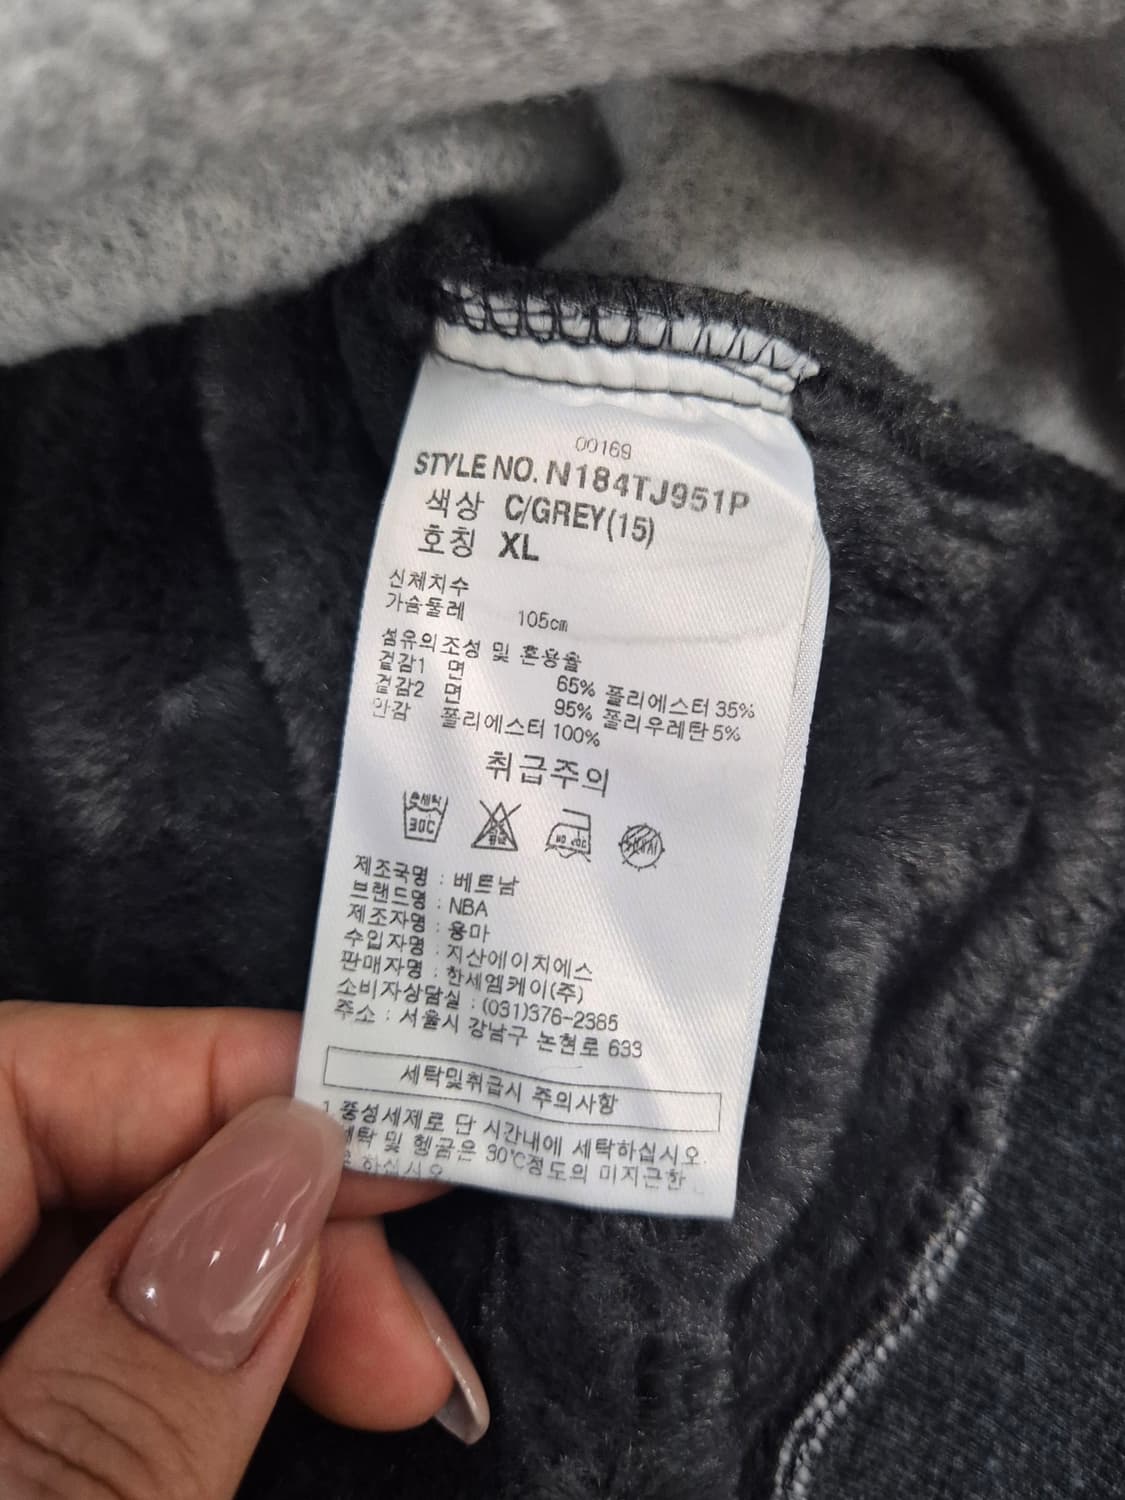 00169
STYLE NO. N184TJ951P
색상 C/GREY(15)
호칭 XL
신체치수
가슴둘레 105cm
섬유의조성 및 혼용율
겉감1 면 65% 폴리에스터 35%
겉감2 면 95% 폴리우레탄 5%
안감 폴리에스터 100%
취급주의
손세탁
30C
제조국명 : 베트남
브랜드명 : NBA
제조자명 : 용마
수입자명 : 지산에이치에스
판매자명 : 한세엠케이(주)
소비자상담실 : (031)376-2385
주소 : 서울시 강남구 논현로 633
세탁및취급시 주의사항
1.중성세제로 단 시간내에 세탁하십시오.
세탁 및 헹굼은 30℃정도의 미지근한
하십시오